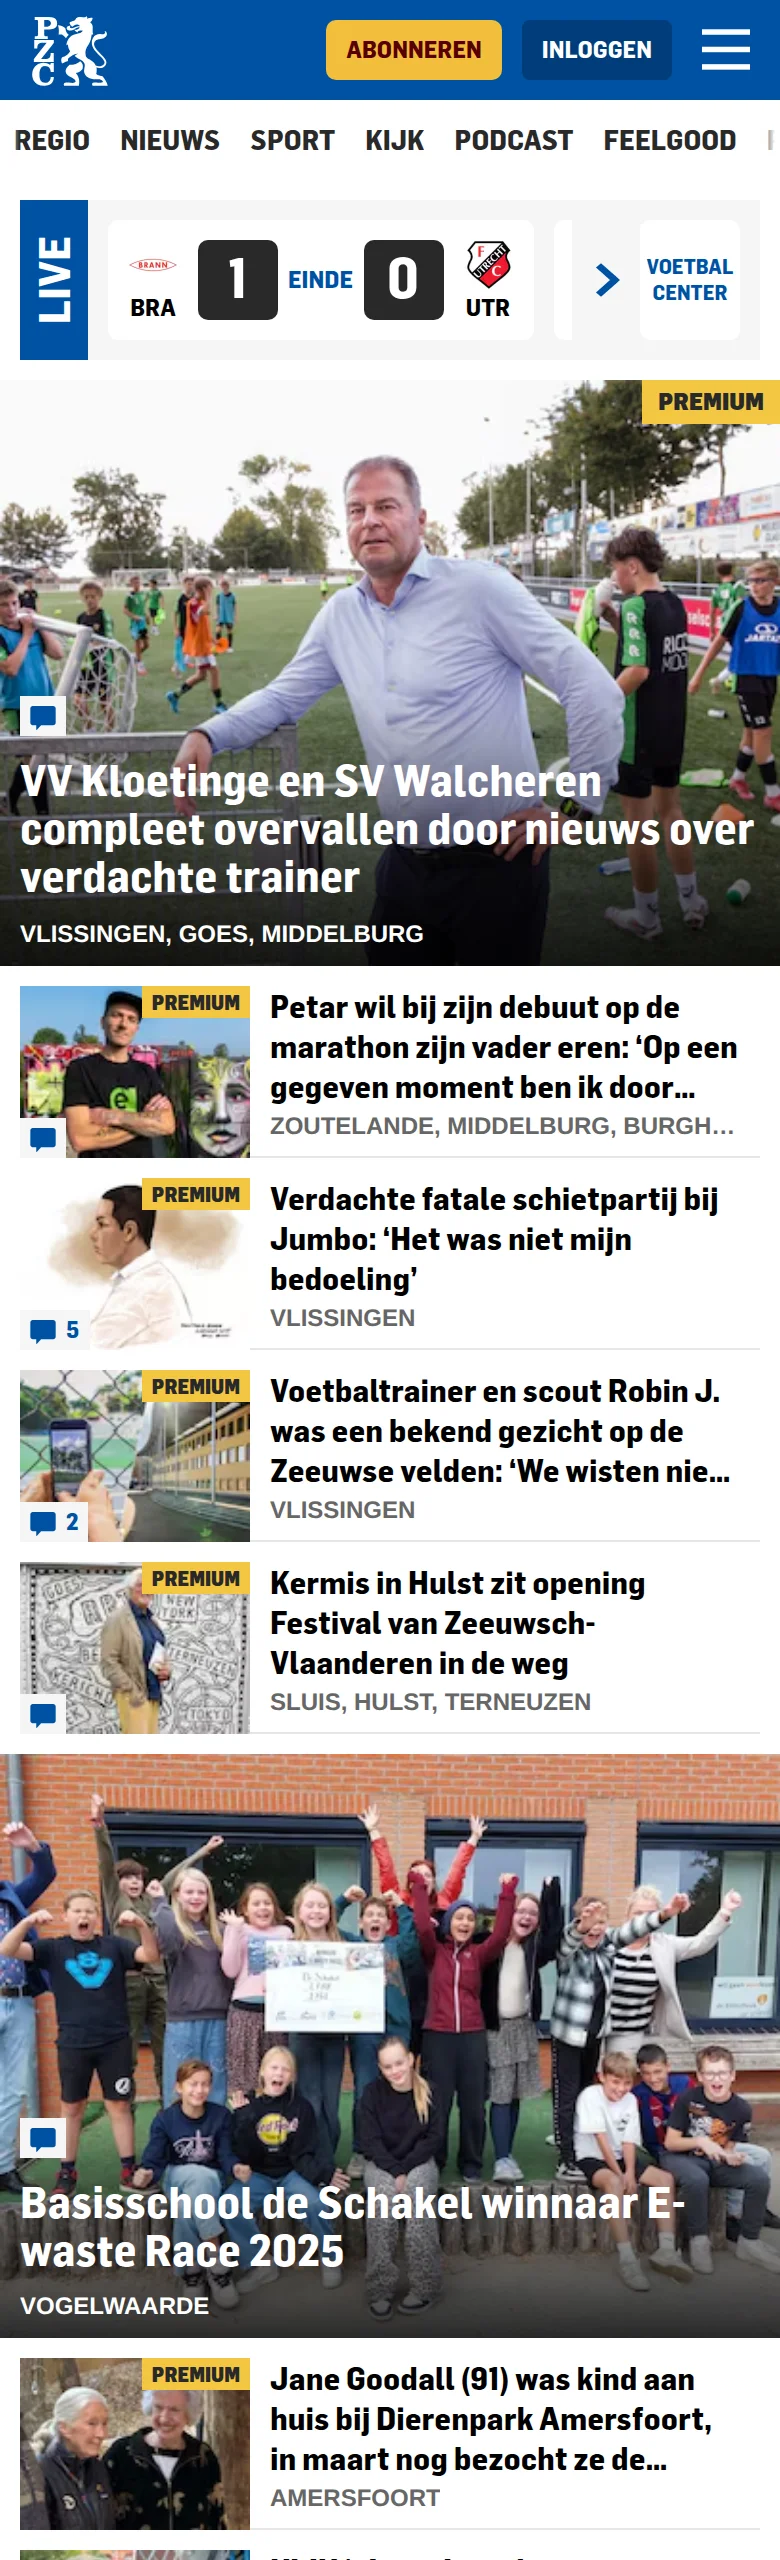 PZC
ABONNEREN
INLOGGEN
REGIO NIEUWS SPORT KIJK PODCAST FEELGOOD
LIVE
BRANN
BRA
1
EINDE
0
FC UTRECHT
UTR
VOETBAL
CENTER
PREMIUM
VV Kloetinge en SV Walcheren
compleet overvallen door nieuws over
verdachte trainer
VLISSINGEN, GOES, MIDDELBURG
PREMIUM
Petar wil bij zijn debuut op de
marathon zijn vader eren: ‘Op een
gegeven moment ben ik door...
ZOUTELANDE, MIDDELBURG, BURGH...
PREMIUM
5
Verdachte fatale schietpartij bij
Jumbo: ‘Het was niet mijn
bedoeling’
VLISSINGEN
PREMIUM
2
Voetbaltrainer en scout Robin J.
was een bekend gezicht op de
Zeeuwse velden: ‘We wisten nie...
VLISSINGEN
PREMIUM
Kermis in Hulst zit opening
Festival van Zeeuwsch-
Vlaanderen in de weg
SLUIS, HULST, TERNEUZEN
Basisschool de Schakel winnaar E-
waste Race 2025
VOGELWAARDE
PREMIUM
Jane Goodall (91) was kind aan
huis bij Dierenpark Amersfoort,
in maart nog bezocht ze de...
AMERSFOORT